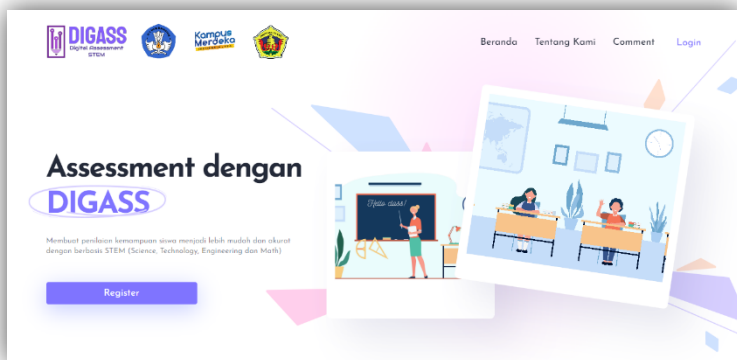 DIGASS
Digital Assessment
STEM
Kampus
Merdeka
Beranda Tentang Kami Comment Login
Assessment dengan
DIGASS
Hello class!
Membuat penilaian kemampuan siswa menjadi lebih mudah dan akurat
dengan berbasis STEM (Science, Technology, Engineering dan Math)
Register